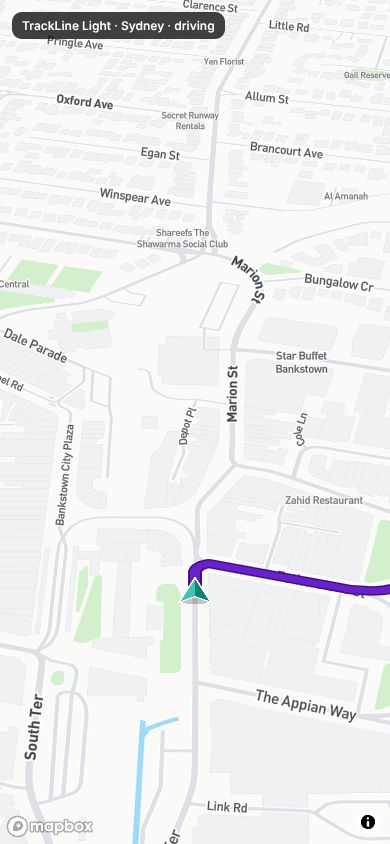 TrackLine Light · Sydney · driving
Clarence St
Little Rd
Pringle Ave
Yen Florist
Gail Reserve
Oxford Ave
Allum St
Secret Runway
Rentals
Egan St
Brancourt Ave
Winspear Ave
Al Amanah
Shareefs The
Shawarma Social Club
Marion St
Central
Bungalow Cr
Dale Parade
Star Buffet
Bankstown
Marion St
Depot Pl
Cole Ln
Bankstown City Plaza
Zahid Restaurant
The Appian Way
South Ter
Link Rd
mapbox